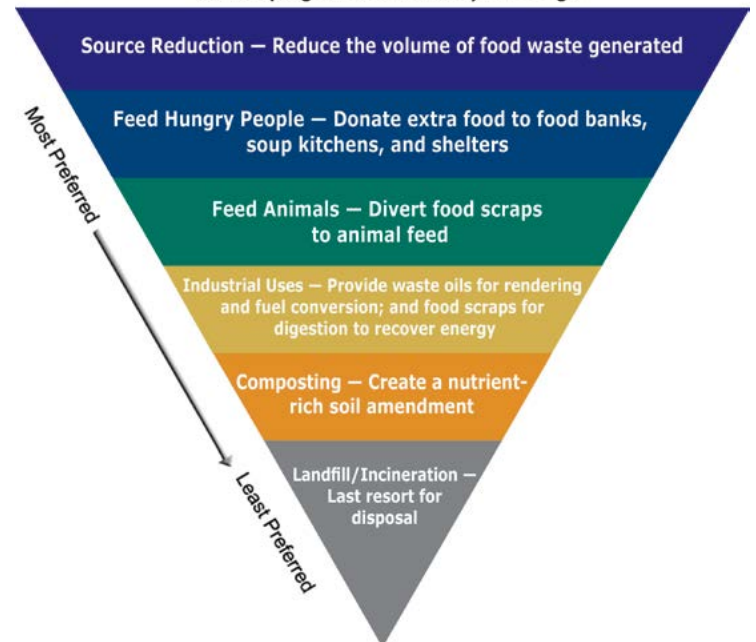 Source Reduction — Reduce the volume of food waste generated
Feed Hungry People — Donate extra food to food banks,
soup kitchens, and shelters
Feed Animals — Divert food scraps
to animal feed
Industrial Uses — Provide waste oils for rendering
and fuel conversion; and food scraps for
digestion to recover energy
Composting — Create a nutrient-
rich soil amendment
Landfill/Incineration —
Last resort for
disposal
Most Preferred
Least Preferred